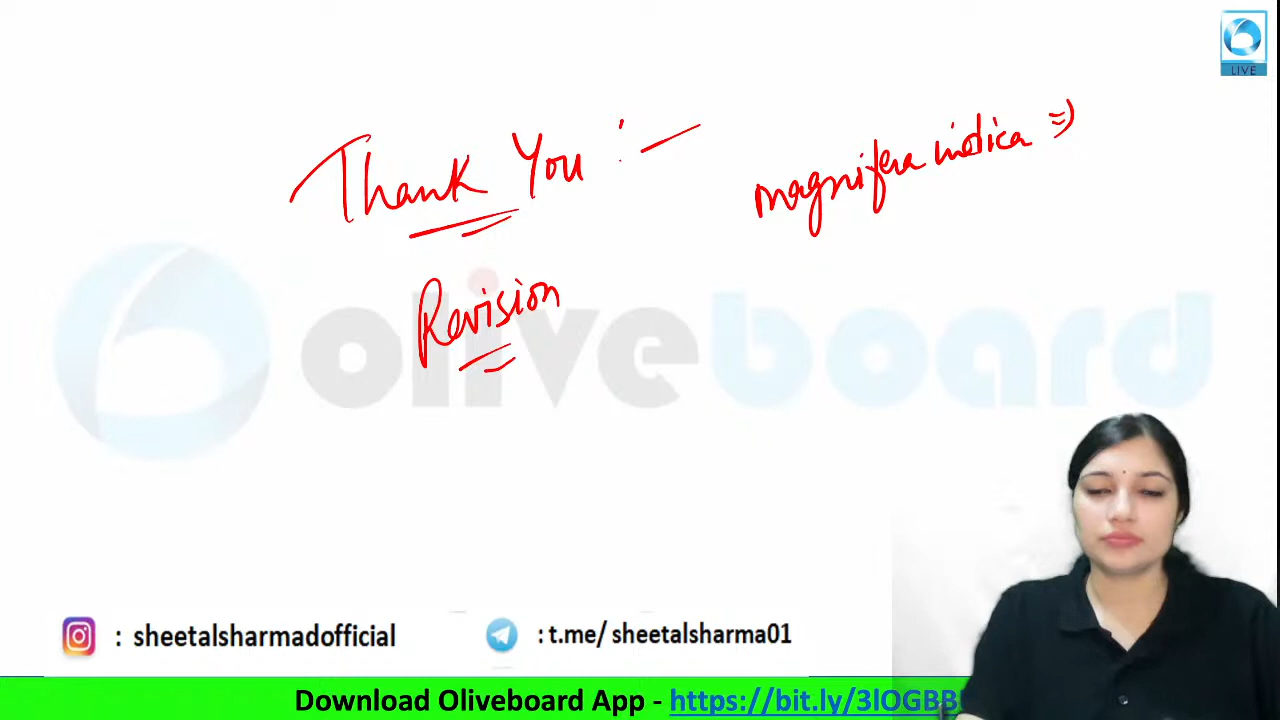 LIVE
Thank You :-
magnifera indica =>
Revision
oliveboard
: sheetalsharmadofficial
: t.me/ sheetalsharma01
Download Oliveboard App - https://bit.ly/3lOGBB